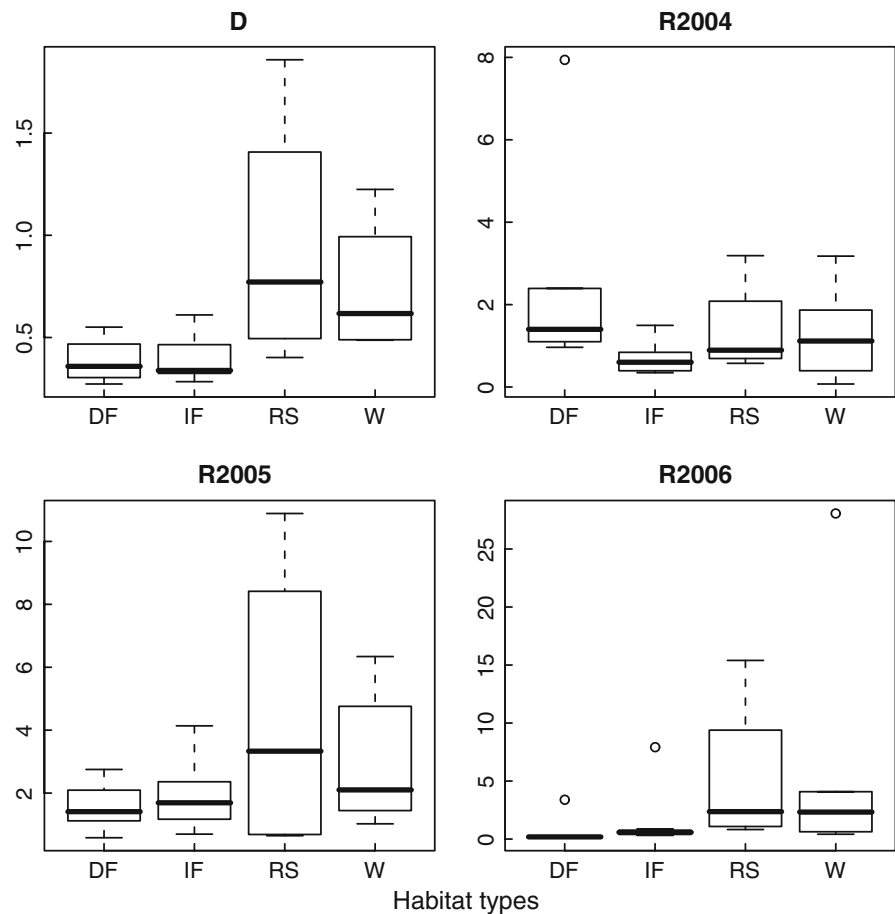 D
R2004
1.5
1.0
0.5
8
6
4
2
0
DF IF RS W
DF IF RS W
R2005
R2006
10
8
6
4
2
25
20
15
10
5
0
DF IF RS W
DF IF RS W
Habitat types